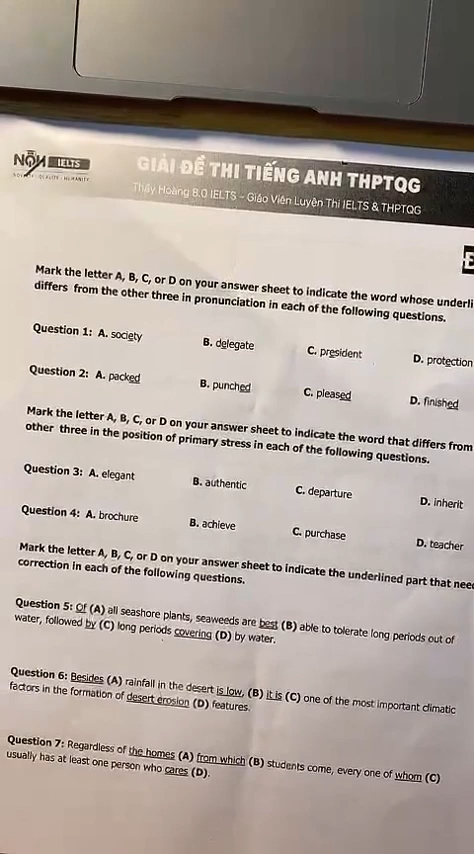 NQN IELTS
GIẢI ĐỀ THI TIẾNG ANH THPTQG
Thầy Hoàng 8.0 IELTS - Giáo Viên Luyện Thi IELTS & THPTQG
Mark the letter A, B, C, or D on your answer sheet to indicate the word whose underli
differs from the other three in pronunciation in each of the following questions.
Question 1: A. society B. delegate C. president D. protection
Question 2: A. packed B. punched C. pleased D. finished
Mark the letter A, B, C, or D on your answer sheet to indicate the word that differs from
other three in the position of primary stress in each of the following questions.
Question 3: A. elegant B. authentic C. departure D. inherit
Question 4: A. brochure B. achieve C. purchase D. teacher
Mark the letter A, B, C, or D on your answer sheet to indicate the underlined part that nee
correction in each of the following questions.
Question 5: Of (A) all seashore plants, seaweeds are best (B) able to tolerate long periods out of
water, followed by (C) long periods covering (D) by water.
Question 6: Besides (A) rainfall in the desert is low, (B) it is (C) one of the most important climatic
factors in the formation of desert erosion (D) features.
Question 7: Regardless of the homes (A) from which (B) students come, every one of whom (C)
usually has at least one person who cares (D).